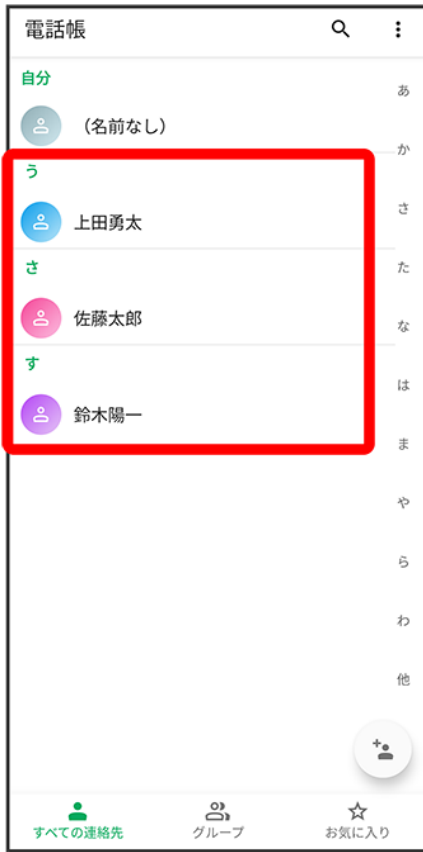 電話帳
自分
あ
（名前なし）
か
う
上田勇太
さ
さ
た
佐藤太郎
な
す
は
鈴木陽一
ま
や
ら
わ
他
すべての連絡先
グループ
お気に入り